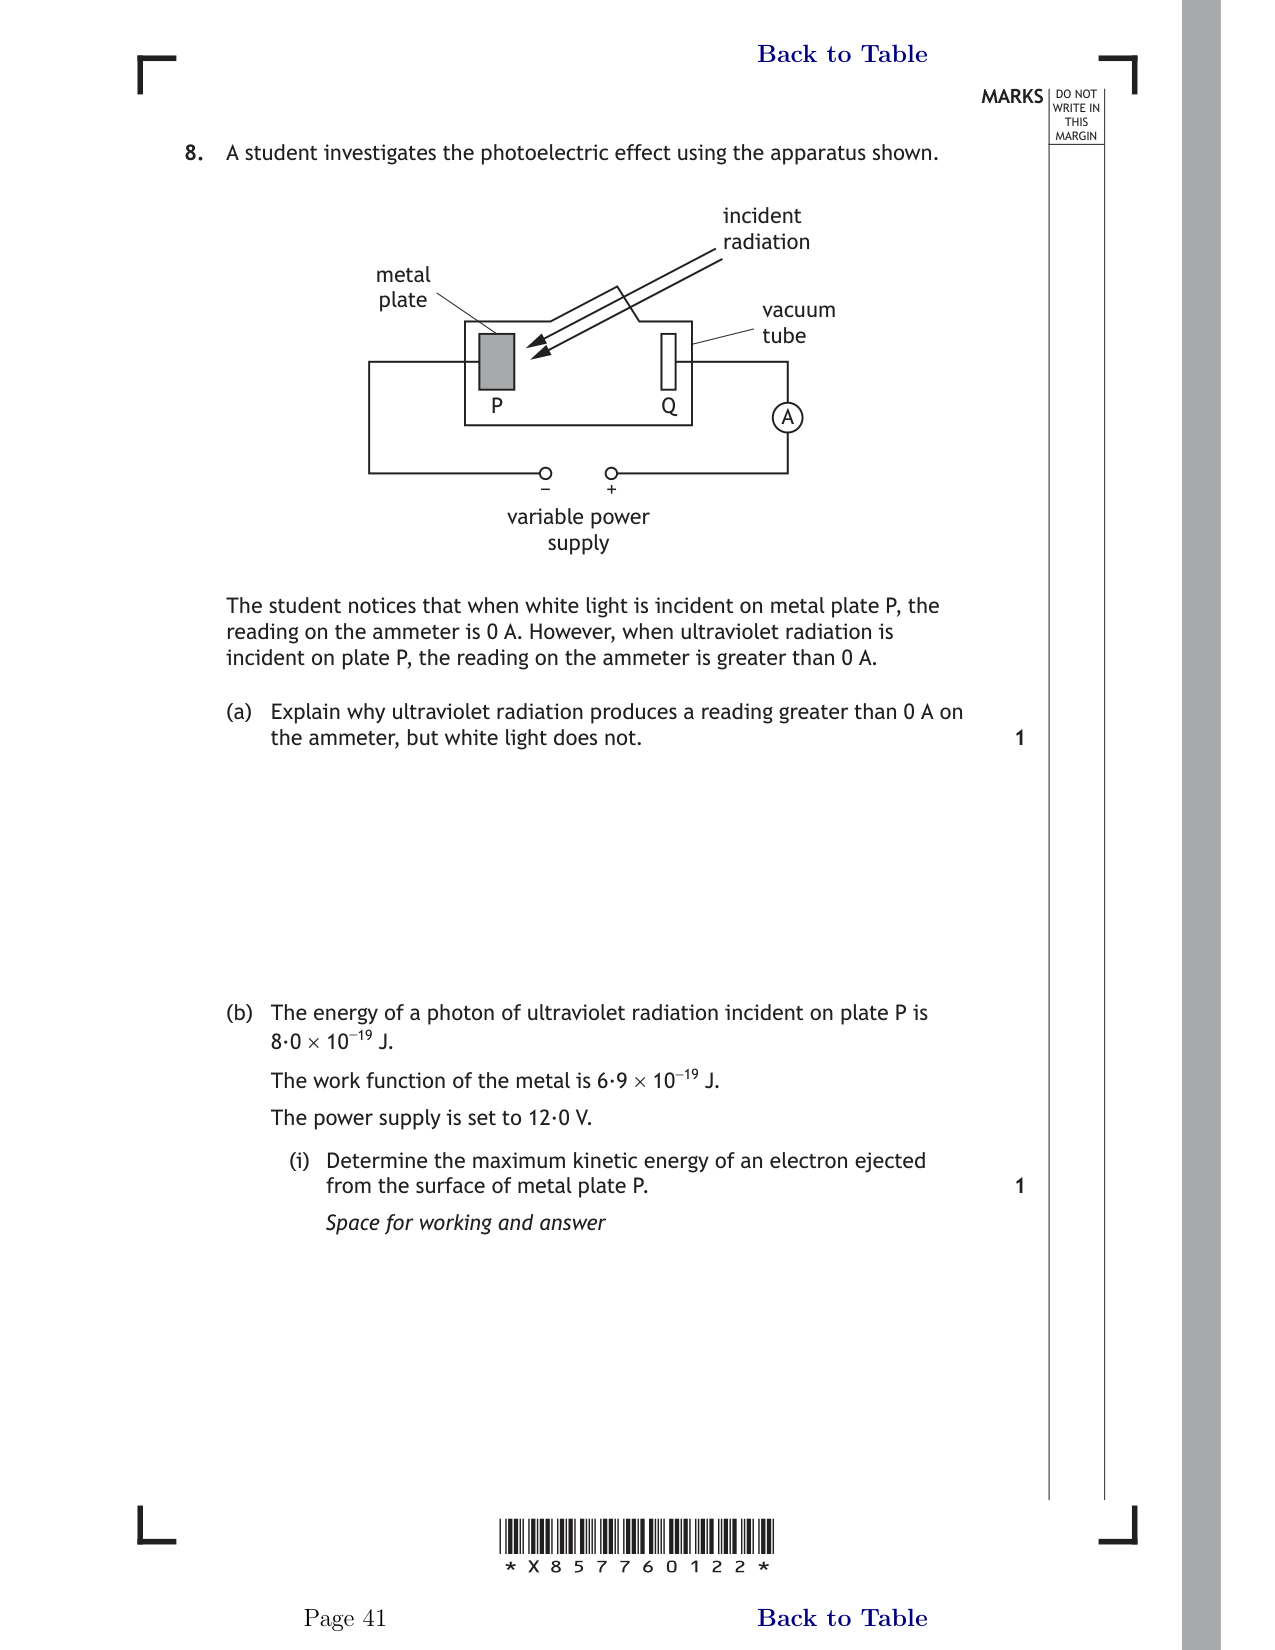 Back to Table
MARKS
DO NOT
WRITE IN
THIS
MARGIN
8. A student investigates the photoelectric effect using the apparatus shown.
incident
radiation
metal
plate
vacuum
tube
P
Q
A
−
+
variable power
supply
The student notices that when white light is incident on metal plate P, the
reading on the ammeter is 0 A. However, when ultraviolet radiation is
incident on plate P, the reading on the ammeter is greater than 0 A.
(a) Explain why ultraviolet radiation produces a reading greater than 0 A on
the ammeter, but white light does not. 1
(b) The energy of a photon of ultraviolet radiation incident on plate P is
8·0 × 10⁻¹⁹ J.
The work function of the metal is 6·9 × 10⁻¹⁹ J.
The power supply is set to 12·0 V.
(i) Determine the maximum kinetic energy of an electron ejected
from the surface of metal plate P. 1
Space for working and answer
* X 8 5 7 7 6 0 1 2 2 *
Page 41
Back to Table